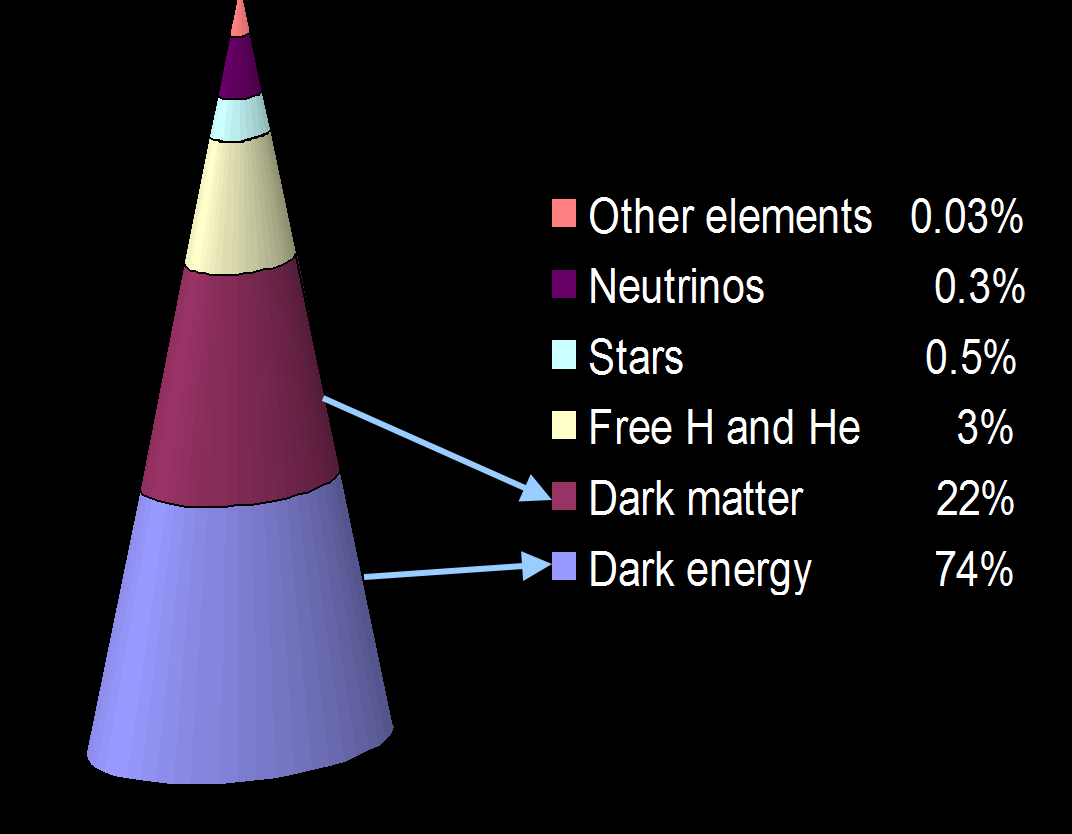 Other elements 0.03%
Neutrinos 0.3%
Stars 0.5%
Free H and He 3%
Dark matter 22%
Dark energy 74%